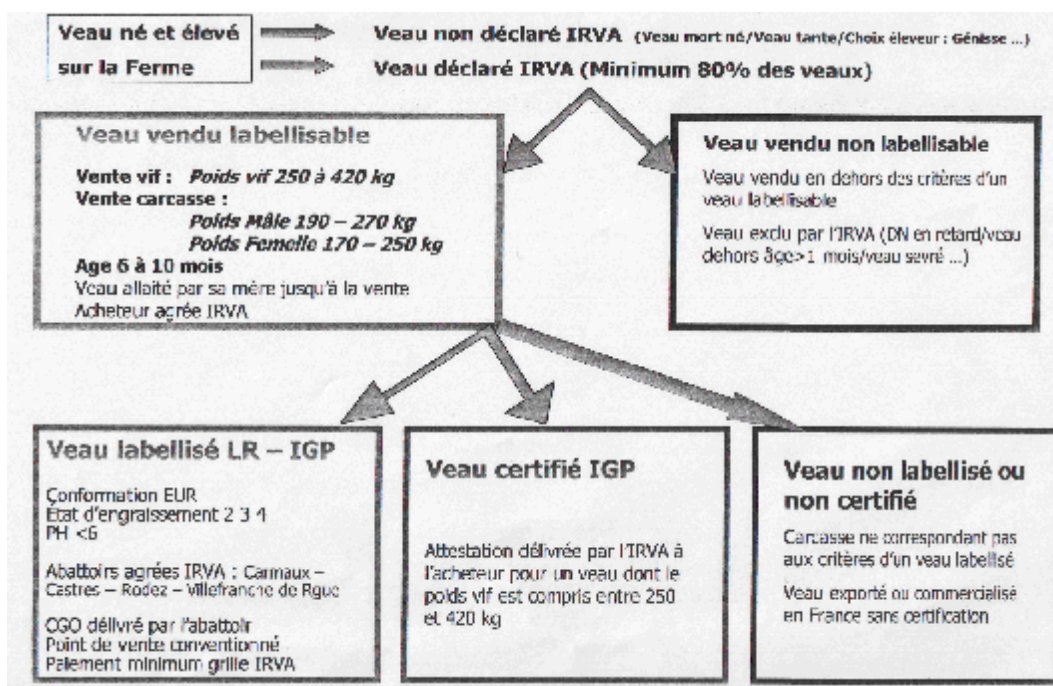 Veau né et élevé
sur la Ferme
Veau non déclaré IRVA (Veau mort né/Veau tante/Choix éleveur : Génisse ...)
Veau déclaré IRVA (Minimum 80% des veaux)
Veau vendu labellisable
Vente vif : Poids vif 250 à 420 kg
Vente carcasse :
Poids Mâle 190 – 270 kg
Poids Femelle 170 – 250 kg
Age 6 à 10 mois
Veau allaité par sa mère jusqu'à la vente
Acheteur agrée IRVA
Veau vendu non labellisable
Veau vendu en dehors des critères d'un
veau labellisable
Veau exclu par l'IRVA (DN en retard/veau
dehors âge>1 mois/veau sevré ...)
Veau labellisé LR – IGP
Conformation EUR
Etat d'engraissement 2 3 4
PH <6
Abattoirs agrées IRVA : Carmaux –
Castres – Rodez – Villefranche de Rgue
CGO délivré par l'abattoir
Point de vente conventionné
Paiement minimum grille IRVA
Veau certifié IGP
Attestation délivrée par l'IRVA à
l'acheteur pour un veau dont le
poids vif est compris entre 250
et 420 kg
Veau non labellisé ou
non certifié
Carcasse ne correspondant pas
aux critères d'un veau labellisé
Veau exporté ou commercialisé
en France sans certification